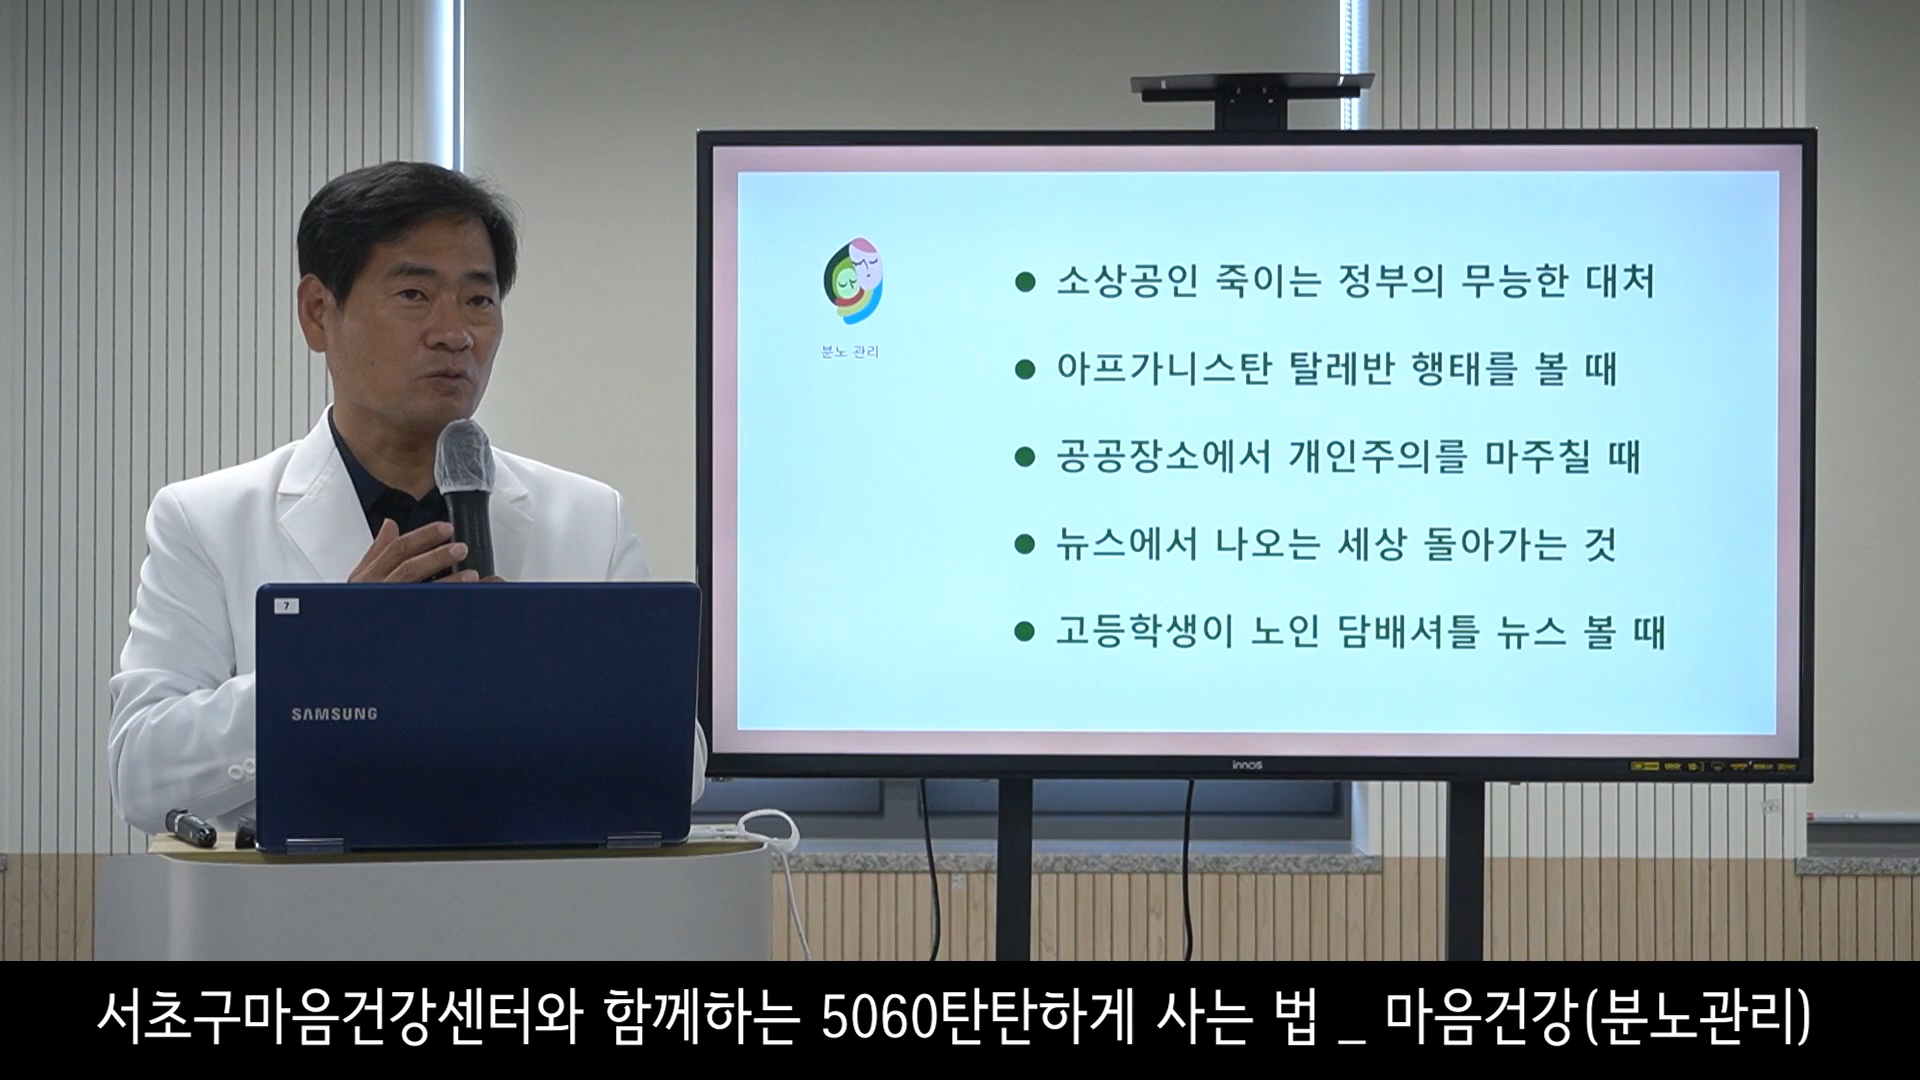 분노 관리
● 소상공인 죽이는 정부의 무능한 대처
● 아프가니스탄 탈레반 행태를 볼 때
● 공공장소에서 개인주의를 마주칠 때
● 뉴스에서 나오는 세상 돌아가는 것
● 고등학생이 노인 담배셔틀 뉴스 볼 때
7
SAMSUNG
innos
서초구마음건강센터와 함께하는 5060탄탄하게 사는 법 _ 마음건강(분노관리)